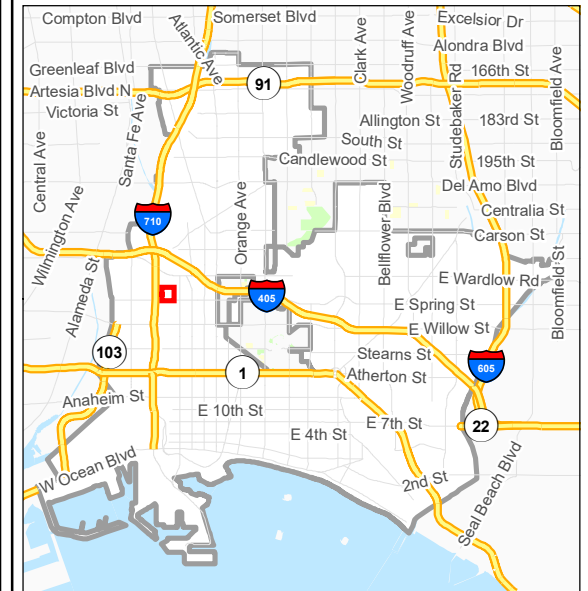 Compton Blvd
Somerset Blvd
Excelsior Dr
Atlantic Ave
Clark Ave
Woodruff Ave
Alondra Blvd
Greenleaf Blvd
166th St
Artesia Blvd N
91
Studebaker Rd
Bloomfield Ave
Victoria St
Allington St
183rd St
Santa Fe Ave
South St
Central Ave
Candlewood St
195th St
Del Amo Blvd
Wilmington Ave
Orange Ave
Bellflower Blvd
Centralia St
710
Carson St
Alameda St
E Wardlow Rd
Bloomfield St
405
E Spring St
E Willow St
103
Stearns St
605
1
Atherton St
Anaheim St
E 10th St
E 7th St
22
E 4th St
W Ocean Blvd
2nd St
Seal Beach Blvd